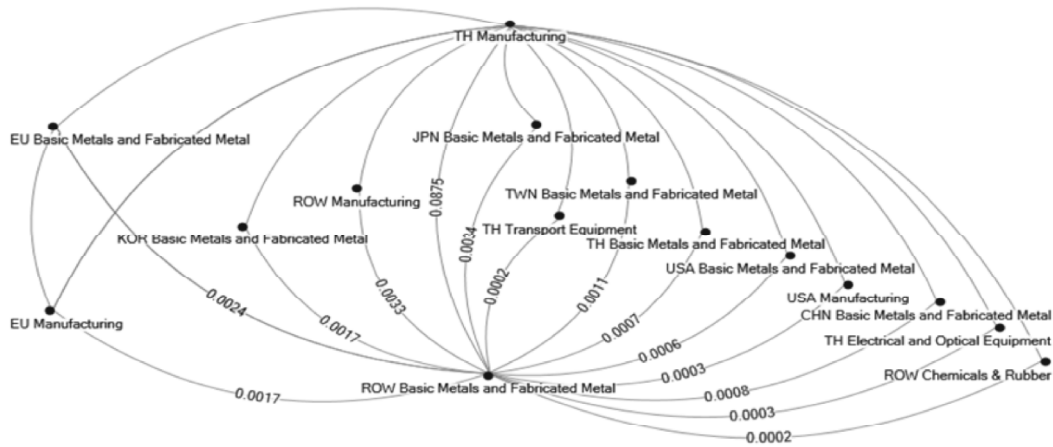 TH Manufacturing
EU Basic Metals and Fabricated Metal
JPN Basic Metals and Fabricated Metal
0.0875
ROW Manufacturing
TWN Basic Metals and Fabricated Metal
KOR Basic Metals and Fabricated Metal
TH Transport Equipment
TH Basic Metals and Fabricated Metal
0.0034
USA Basic Metals and Fabricated Metal
0.0002
0.0011
0.0024
0.0033
USA Manufacturing
CHN Basic Metals and Fabricated Metal
EU Manufacturing
0.0017
0.0007
TH Electrical and Optical Equipment
0.0006
0.0003
ROW Chemicals & Rubber
ROW Basic Metals and Fabricated Metal
0.0017
0.0008
0.0003
0.0002